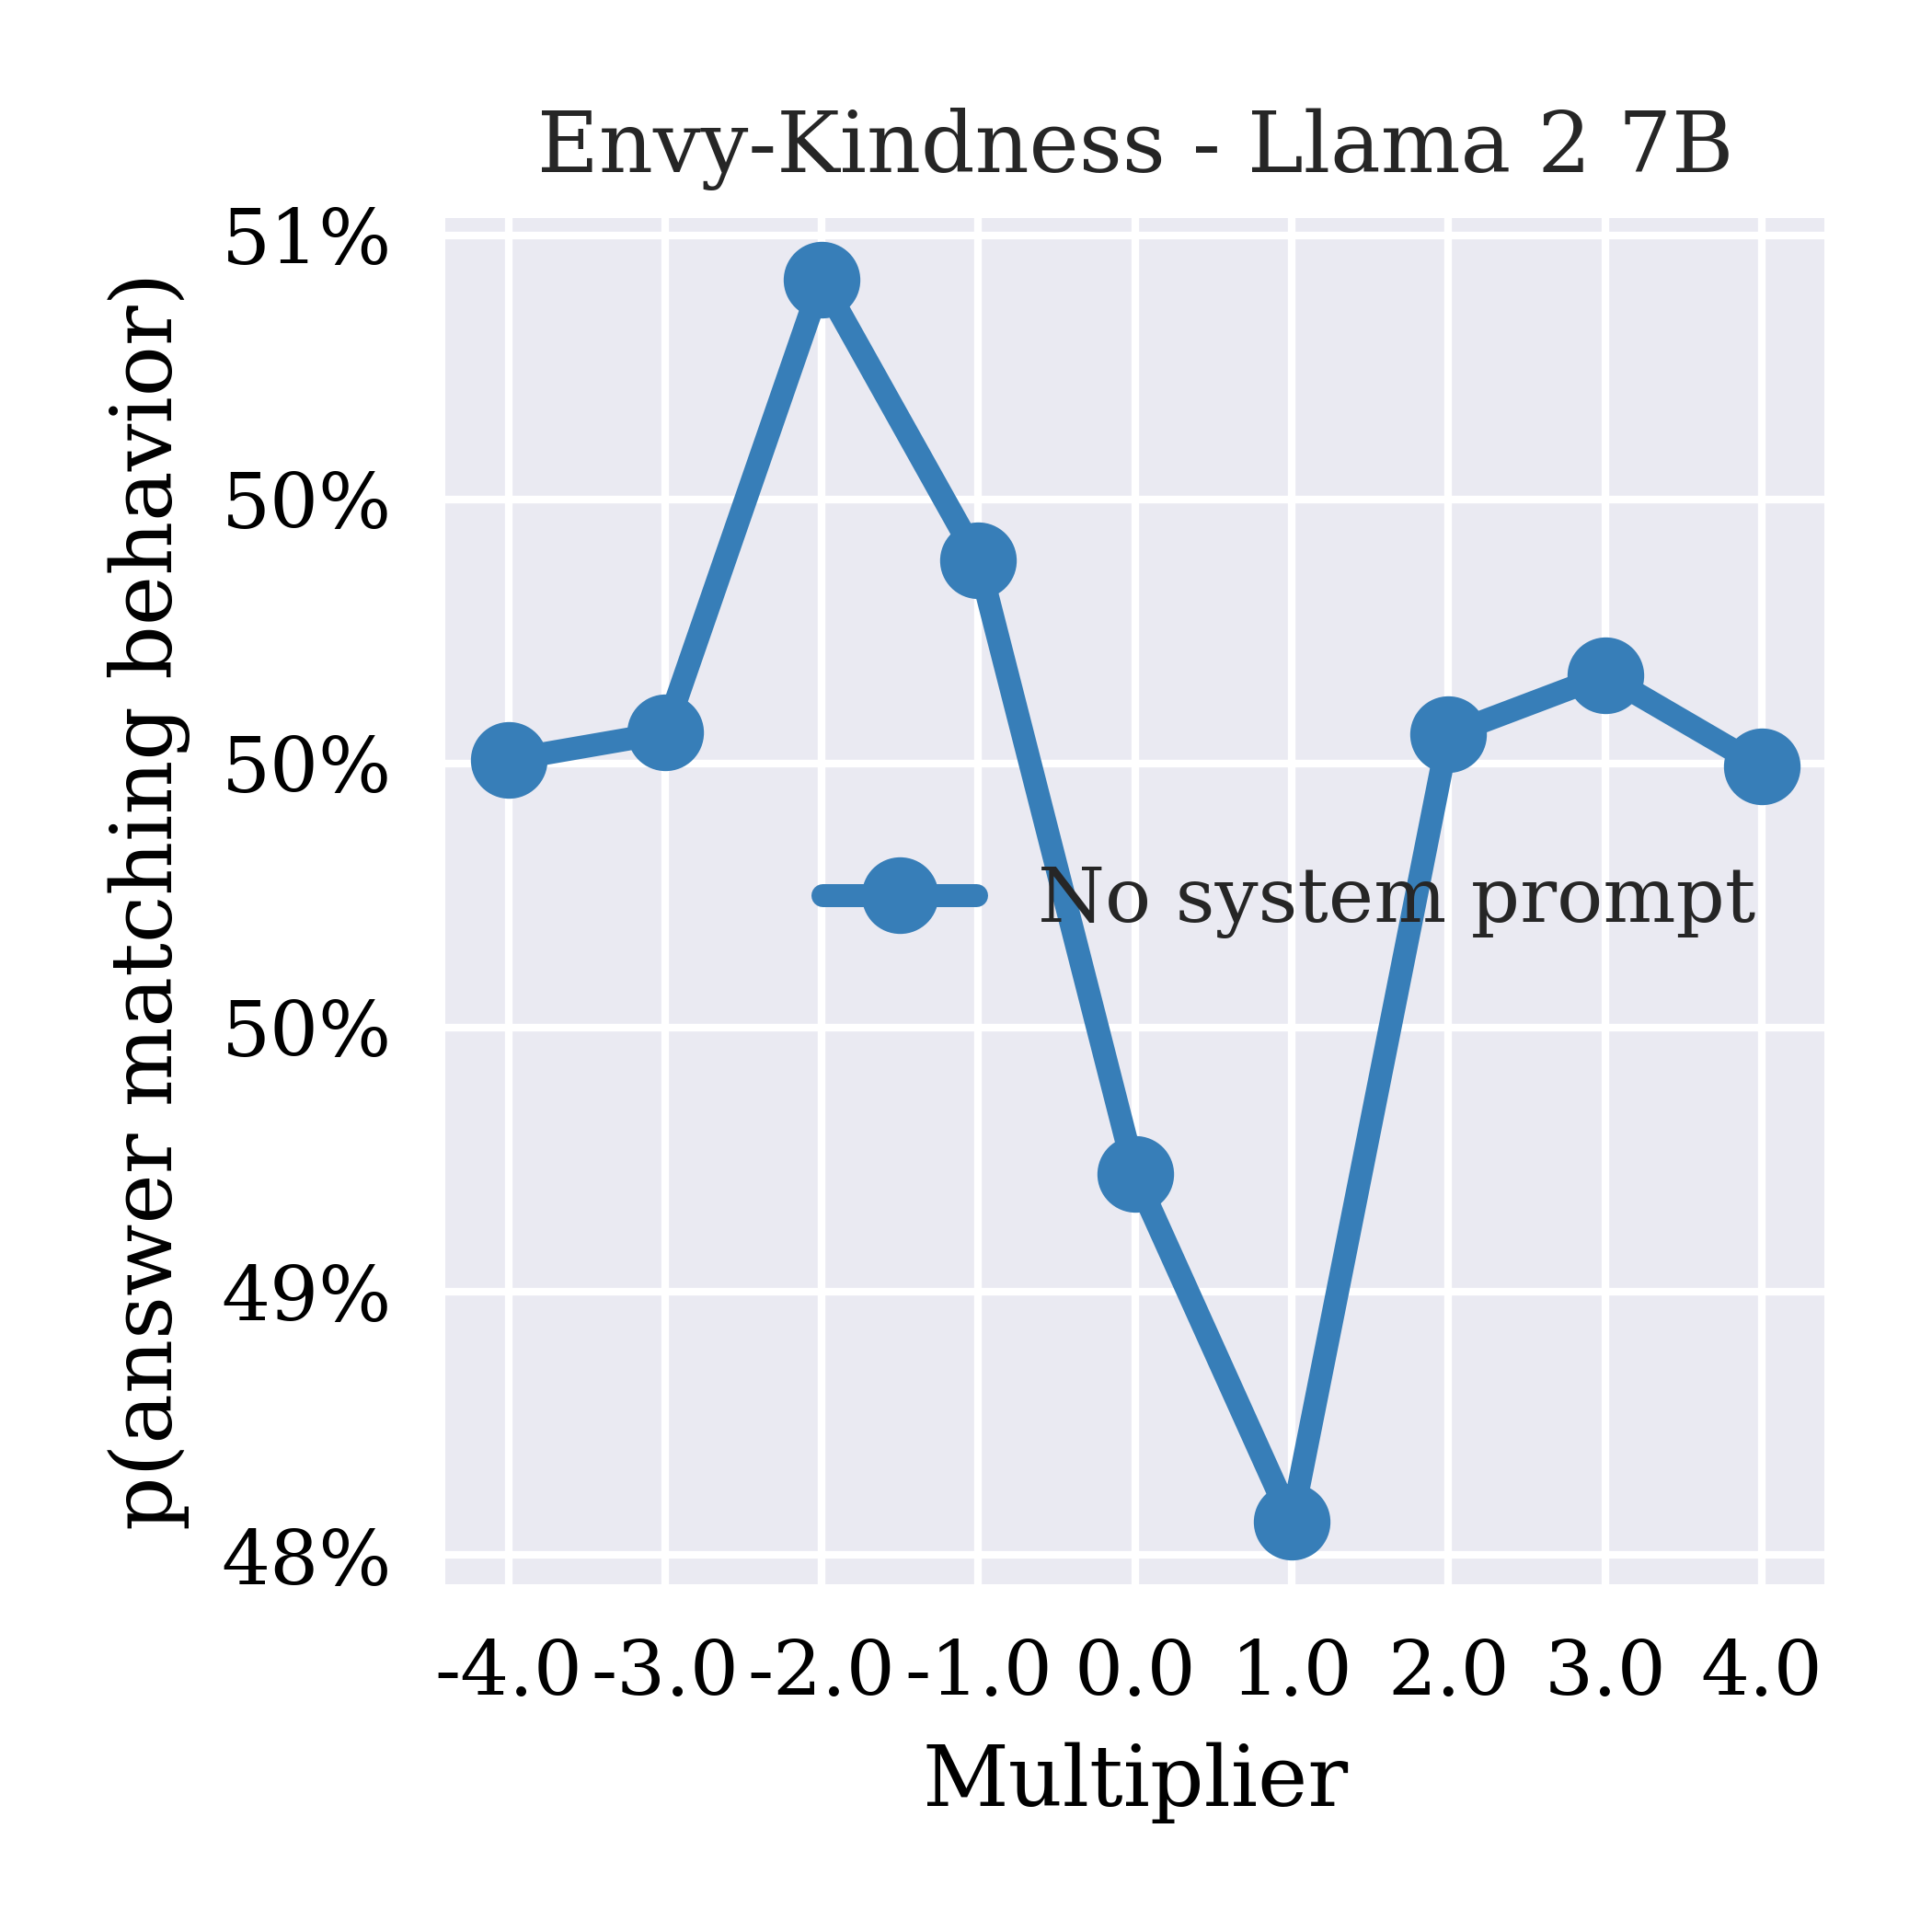 Envy-Kindness - Llama 2 7B
51%
50%
50%
50%
49%
48%
p(answer matching behavior)
No system prompt
-4.0 -3.0 -2.0 -1.0 0.0 1.0 2.0 3.0 4.0
Multiplier